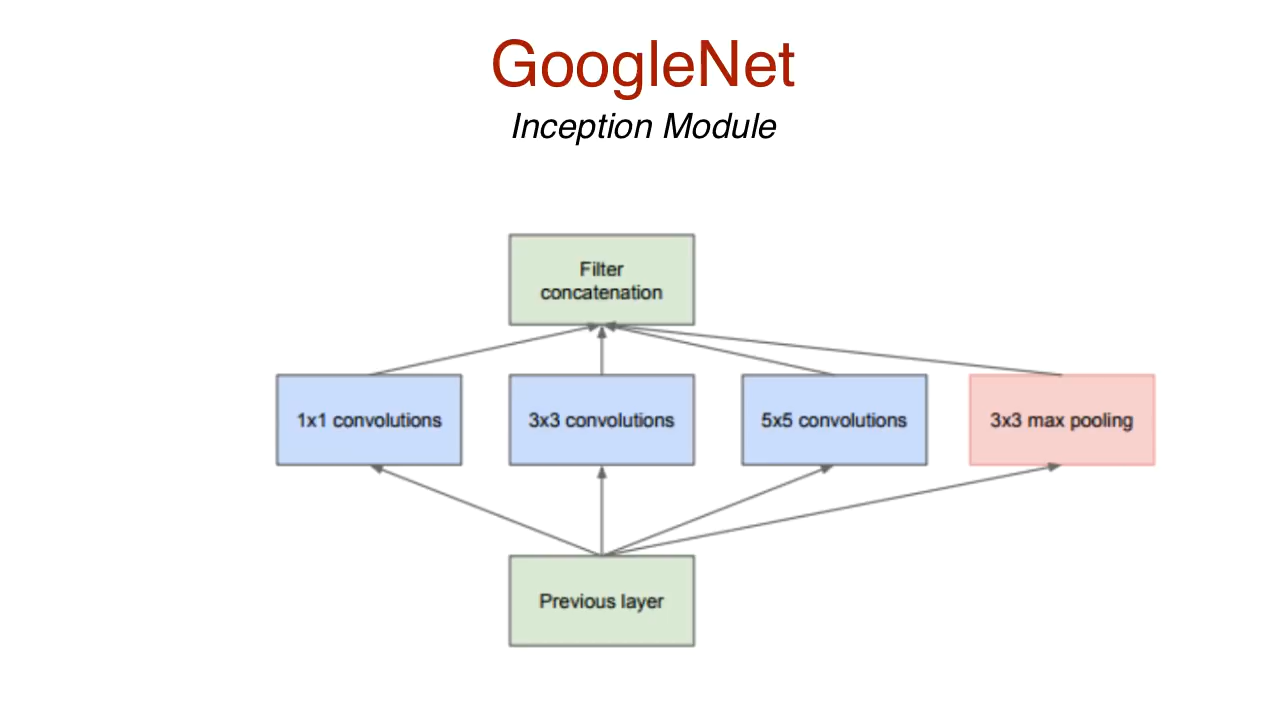 GoogleNet
Inception Module
Filter
concatenation
1x1 convolutions
3x3 convolutions
5x5 convolutions
3x3 max pooling
Previous layer